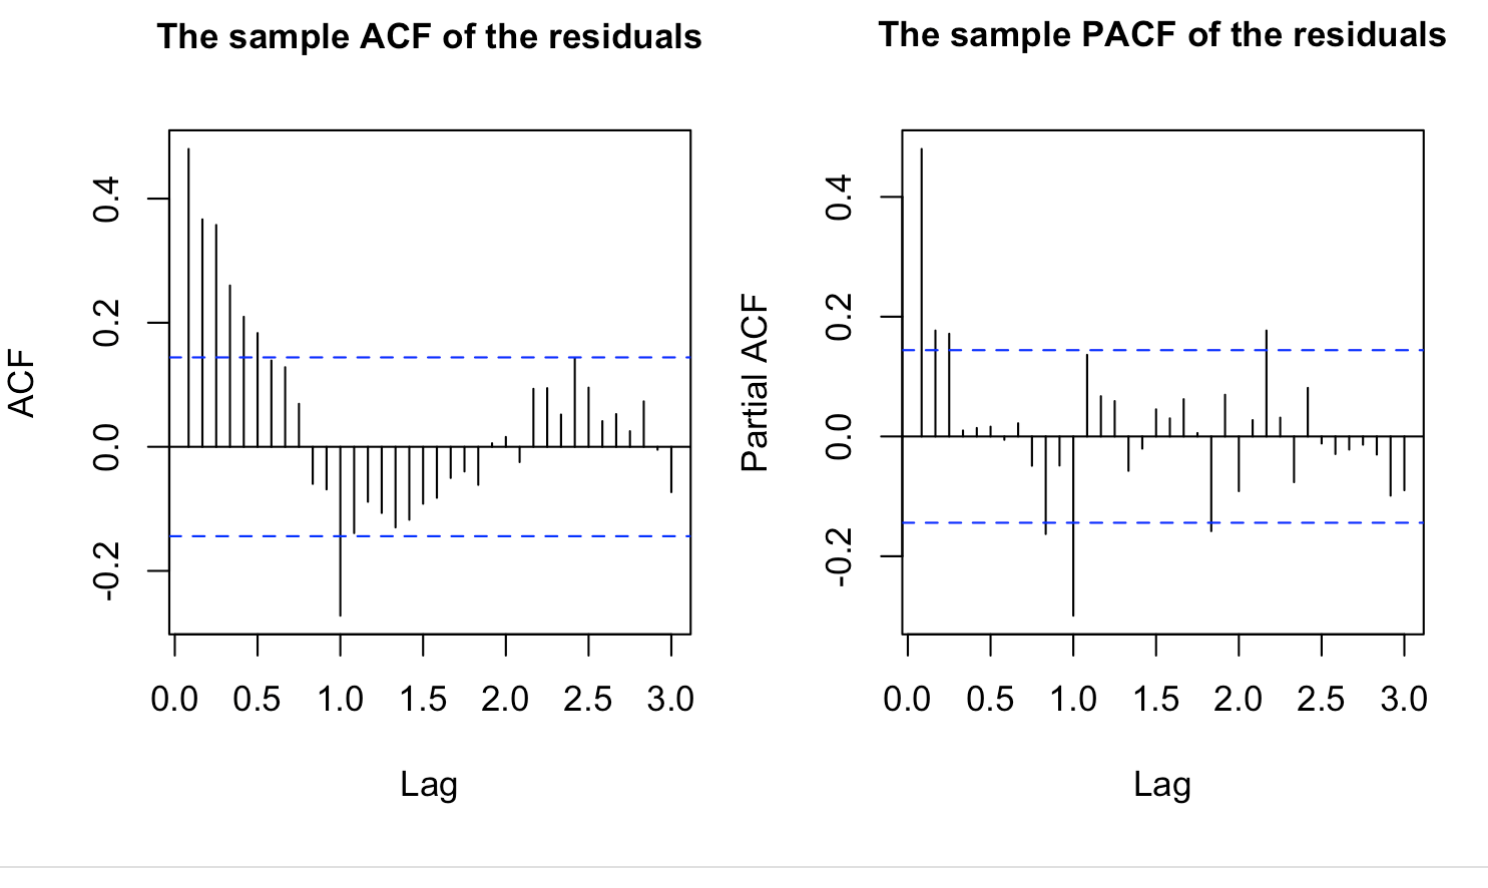 The sample ACF of the residuals
ACF
0.4
0.2
0.0
-0.2
0.0 0.5 1.0 1.5 2.0 2.5 3.0
Lag
The sample PACF of the residuals
Partial ACF
0.4
0.2
0.0
-0.2
0.0 0.5 1.0 1.5 2.0 2.5 3.0
Lag